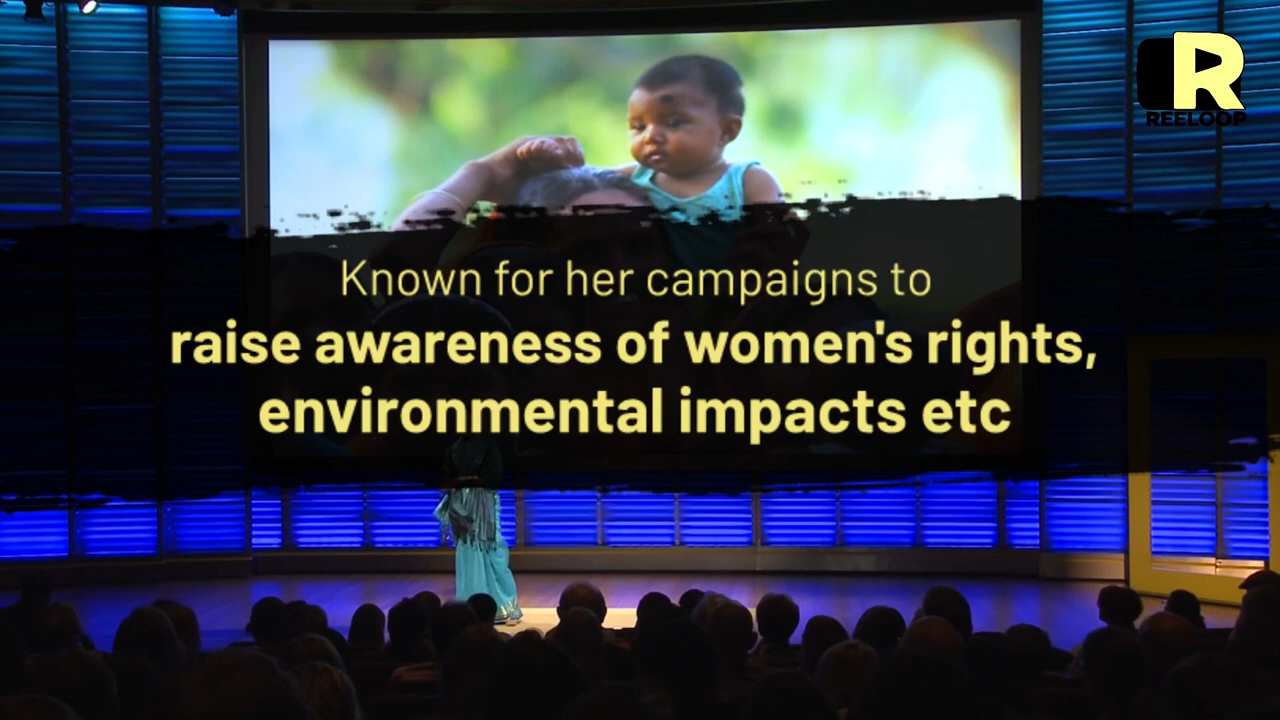 R
REELOOP
Known for her campaigns to
raise awareness of women's rights,
environmental impacts etc